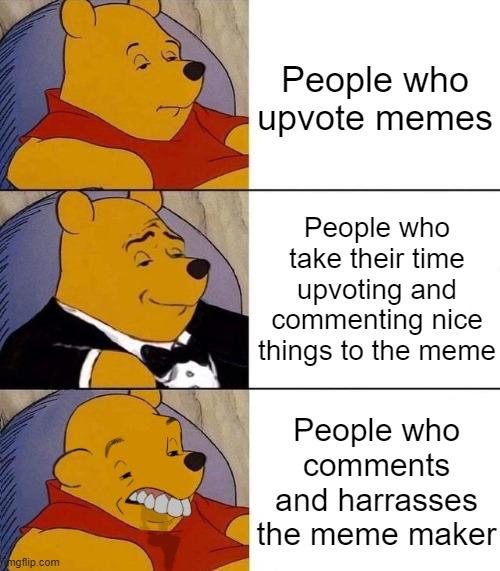 People who
upvote memes
People who
take their time
upvoting and
commenting nice
things to the meme
People who
comments
and harrasses
the meme maker
imgflip.com